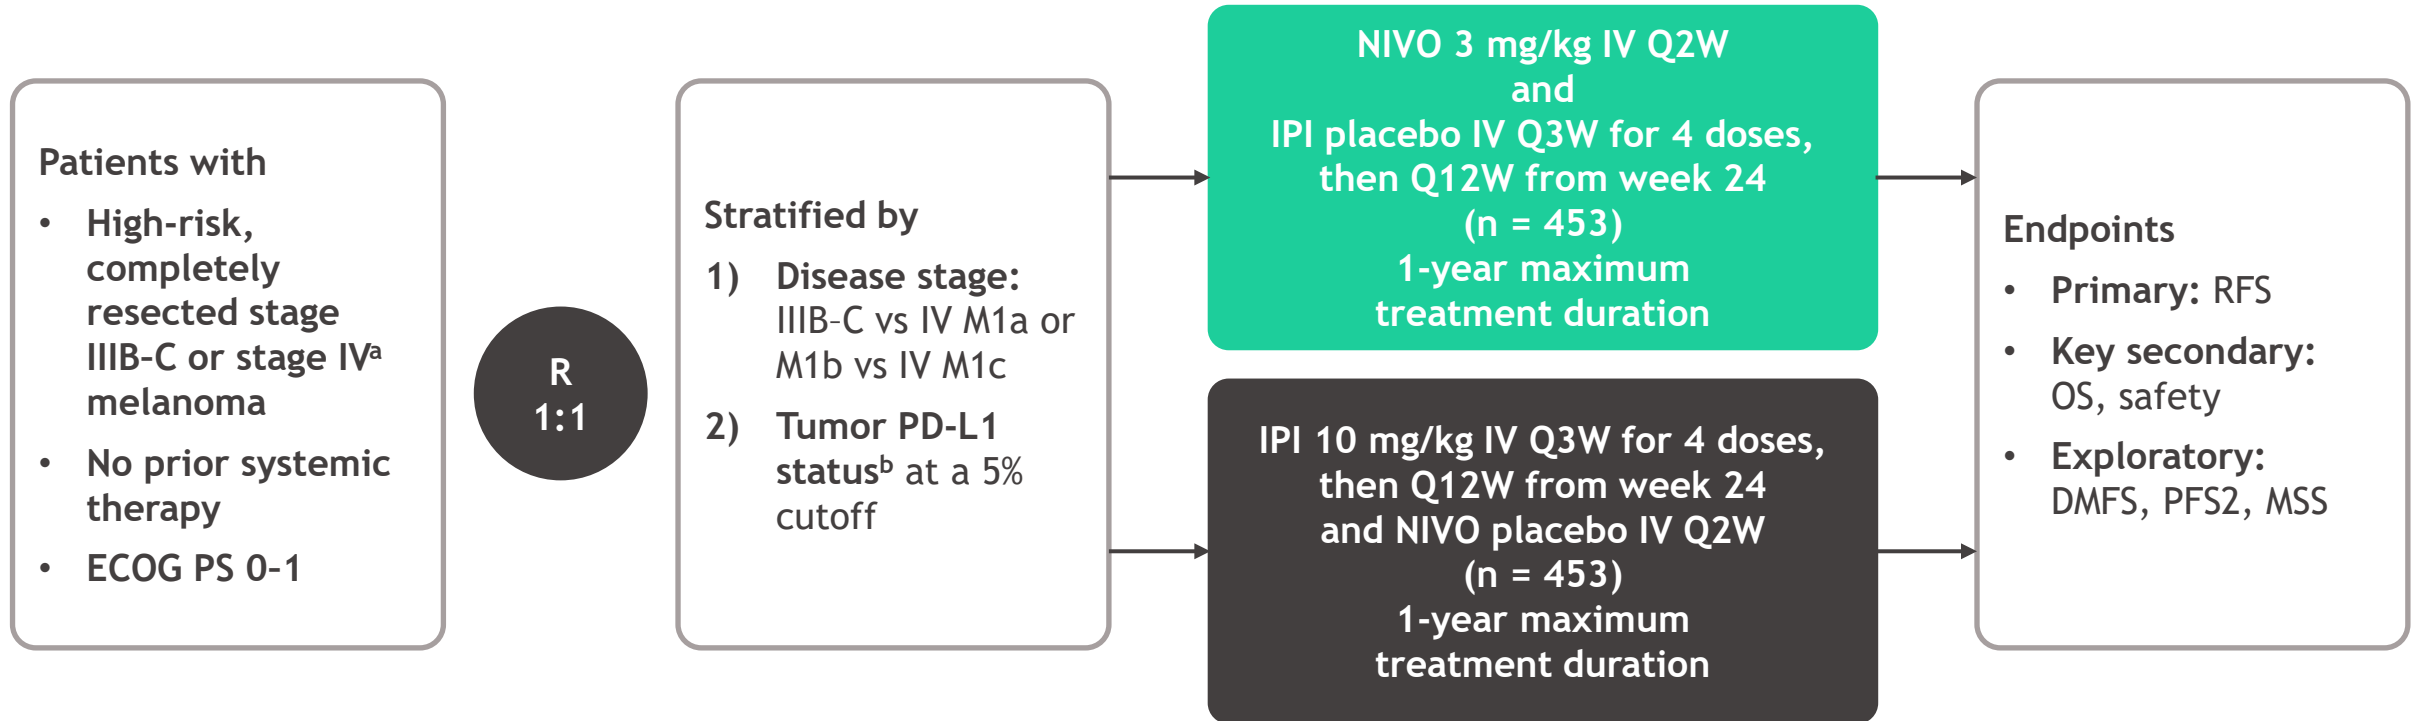 Patients with
• High-risk,
completely
resected stage
IIIB–C or stage IVᵃ
melanoma
• No prior systemic
therapy
• ECOG PS 0–1
R
1:1
Stratified by
1) Disease stage:
IIIB–C vs IV M1a or
M1b vs IV M1c
2) Tumor PD-L1
statusᵇ at a 5%
cutoff
NIVO 3 mg/kg IV Q2W
and
IPI placebo IV Q3W for 4 doses,
then Q12W from week 24
(n = 453)
1-year maximum
treatment duration
IPI 10 mg/kg IV Q3W for 4 doses,
then Q12W from week 24
and NIVO placebo IV Q2W
(n = 453)
1-year maximum
treatment duration
Endpoints
• Primary: RFS
• Key secondary:
OS, safety
• Exploratory:
DMFS, PFS2, MSS